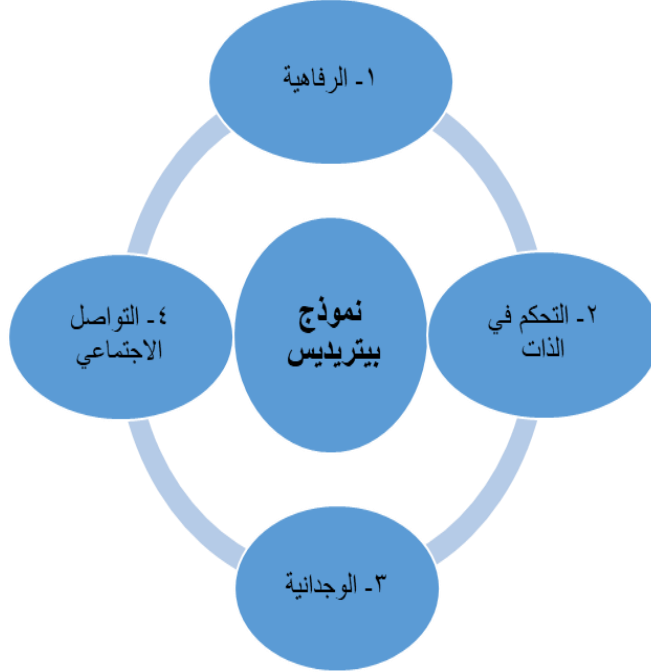 ١- الرفاهية
٢- التحكم في
الذات
٣- الوجدانية
٤- التواصل
الاجتماعي
نموذج
بيتريديس